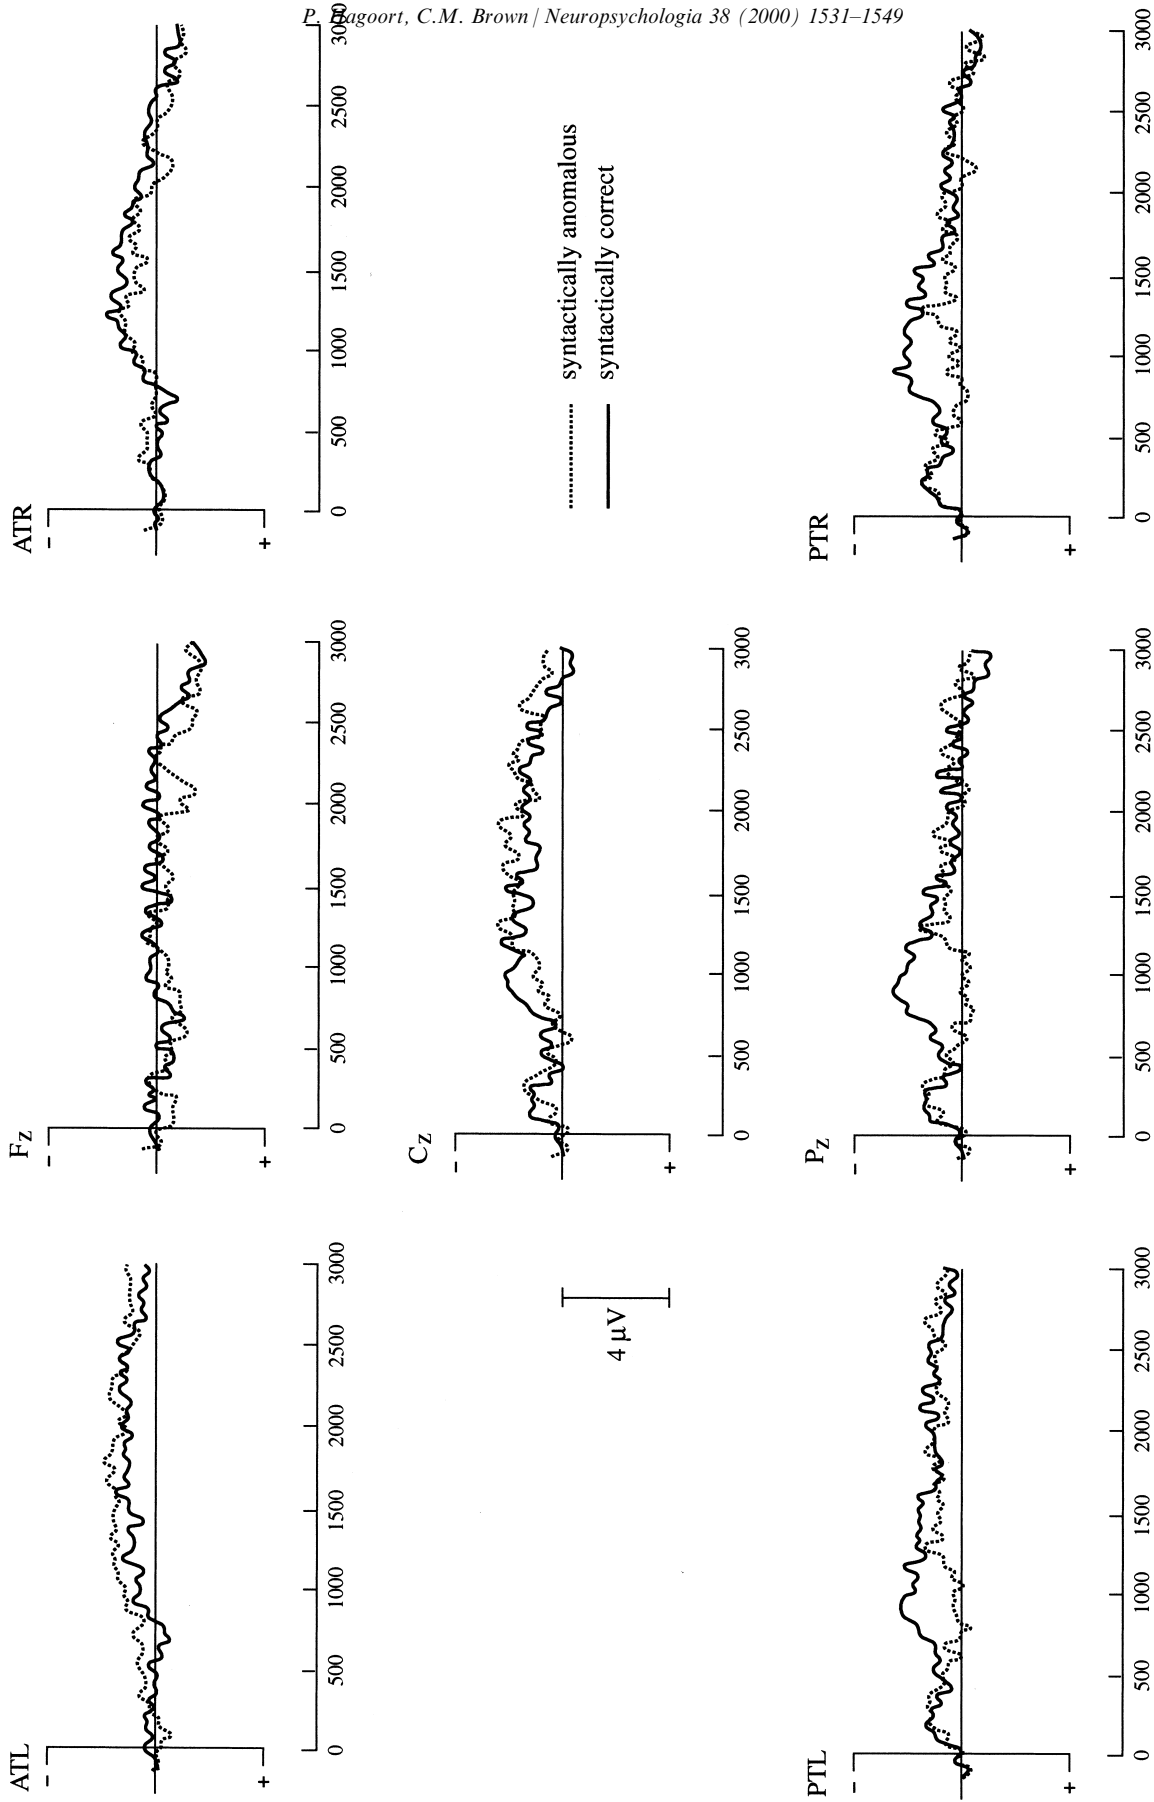 P. Hagoort, C.M. Brown / Neuropsychologia 38 (2000) 1531–1549
ATL
-
+
0 500 1000 1500 2000 2500 3000
Fz
-
+
0 500 1000 1500 2000 2500 3000
ATR
-
+
0 500 1000 1500 2000 2500 3000
4 µV
Cz
-
+
0 500 1000 1500 2000 2500 3000
syntactically anomalous
syntactically correct
PTL
-
+
0 500 1000 1500 2000 2500 3000
Pz
-
+
0 500 1000 1500 2000 2500 3000
PTR
-
+
0 500 1000 1500 2000 2500 3000